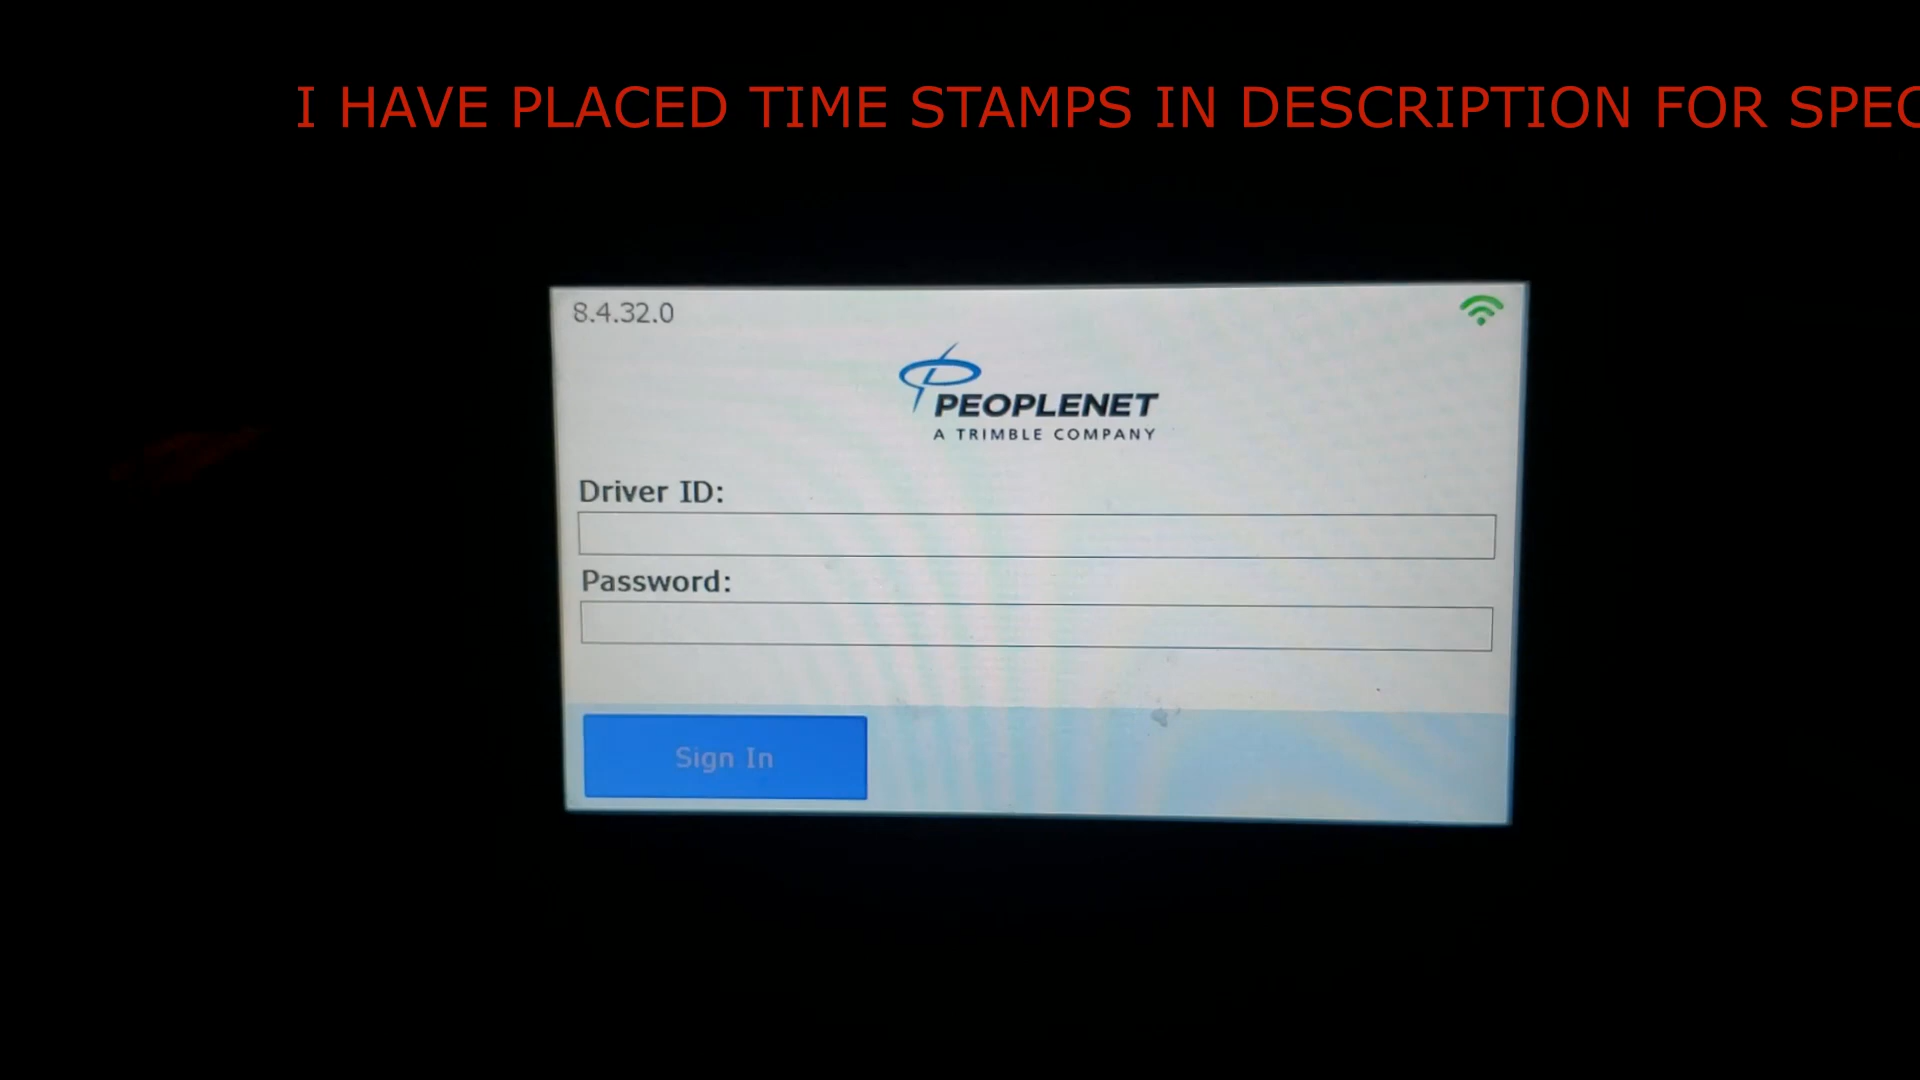 I HAVE PLACED TIME STAMPS IN DESCRIPTION FOR SPEC
8.4.32.0
PEOPLENET
A TRIMBLE COMPANY
Driver ID:
Password:
Sign In